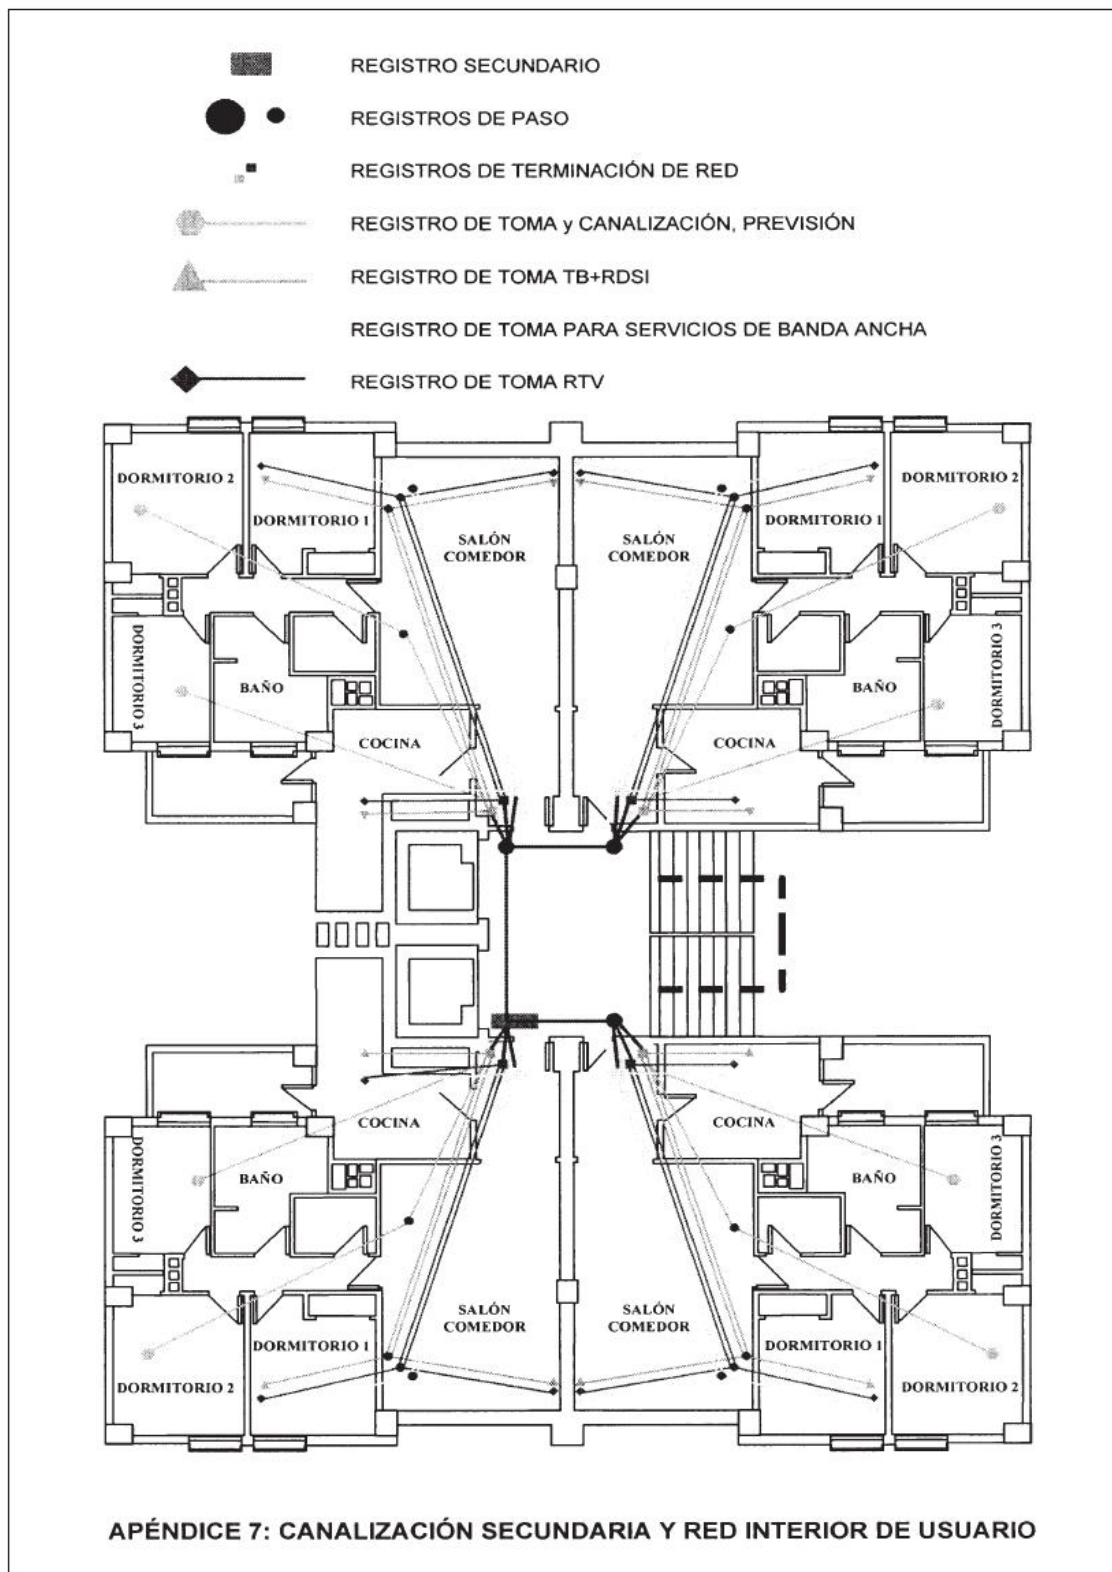 REGISTRO SECUNDARIO
REGISTROS DE PASO
REGISTROS DE TERMINACIÓN DE RED
REGISTRO DE TOMA y CANALIZACIÓN, PREVISIÓN
REGISTRO DE TOMA TB+RDSI
REGISTRO DE TOMA PARA SERVICIOS DE BANDA ANCHA
REGISTRO DE TOMA RTV
DORMITORIO 2
DORMITORIO 1
SALÓN
COMEDOR
SALÓN
COMEDOR
DORMITORIO 1
DORMITORIO 2
DORMITORIO 3
BAÑO
COCINA
COCINA
BAÑO
DORMITORIO 3
DORMITORIO 3
BAÑO
COCINA
COCINA
BAÑO
DORMITORIO 3
DORMITORIO 2
DORMITORIO 1
SALÓN
COMEDOR
SALÓN
COMEDOR
DORMITORIO 1
DORMITORIO 2
APÉNDICE 7: CANALIZACIÓN SECUNDARIA Y RED INTERIOR DE USUARIO